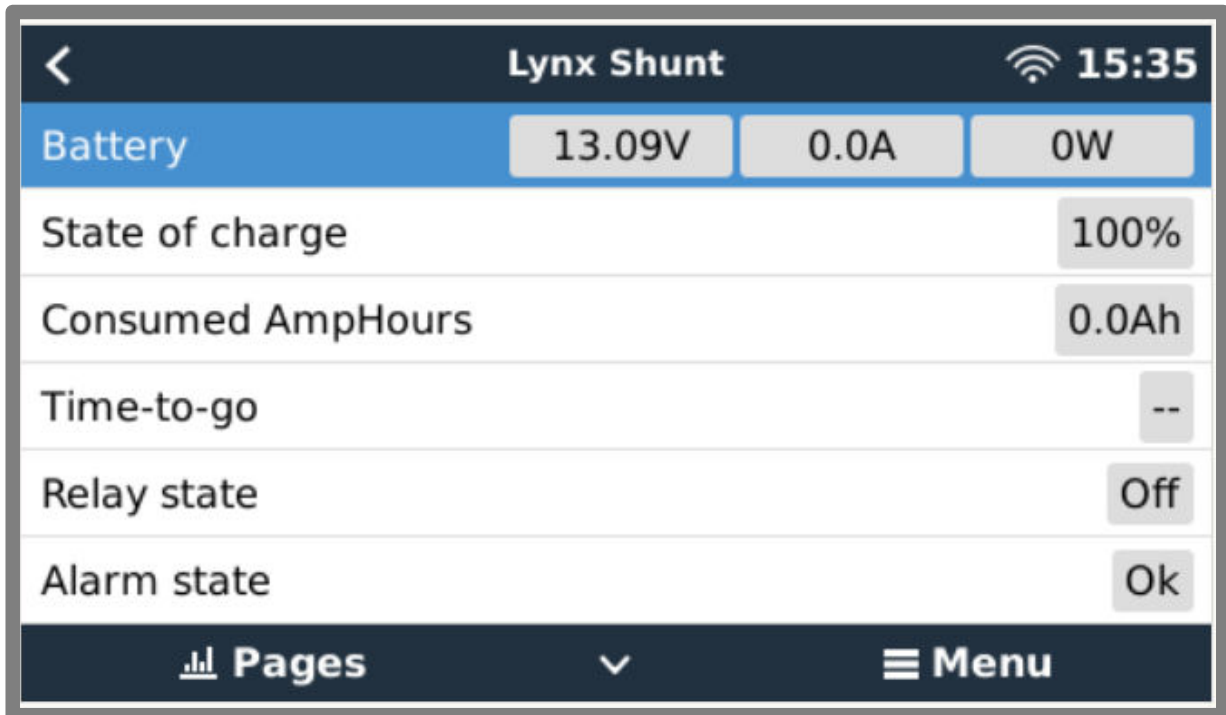 Lynx Shunt 15:35
Battery 13.09V 0.0A 0W
State of charge 100%
Consumed AmpHours 0.0Ah
Time-to-go --
Relay state Off
Alarm state Ok
Pages Menu